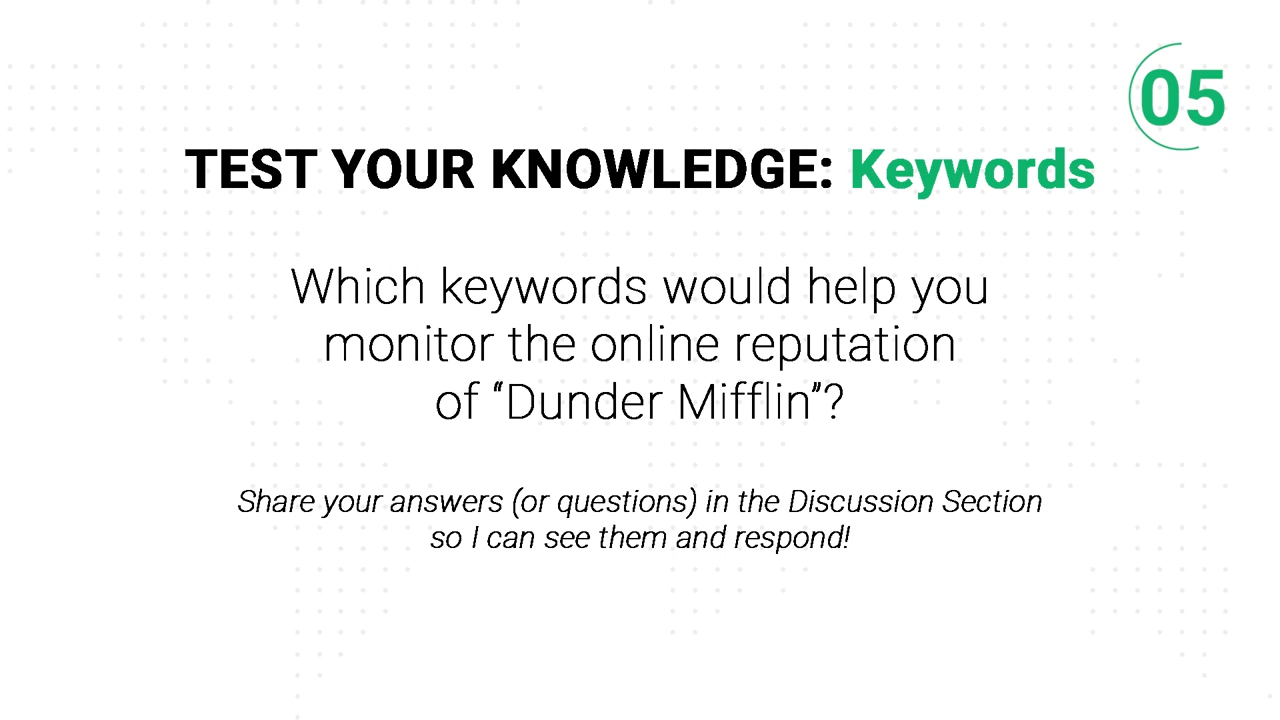 05
TEST YOUR KNOWLEDGE: Keywords
Which keywords would help you
monitor the online reputation
of “Dunder Mifflin”?
Share your answers (or questions) in the Discussion Section
so I can see them and respond!